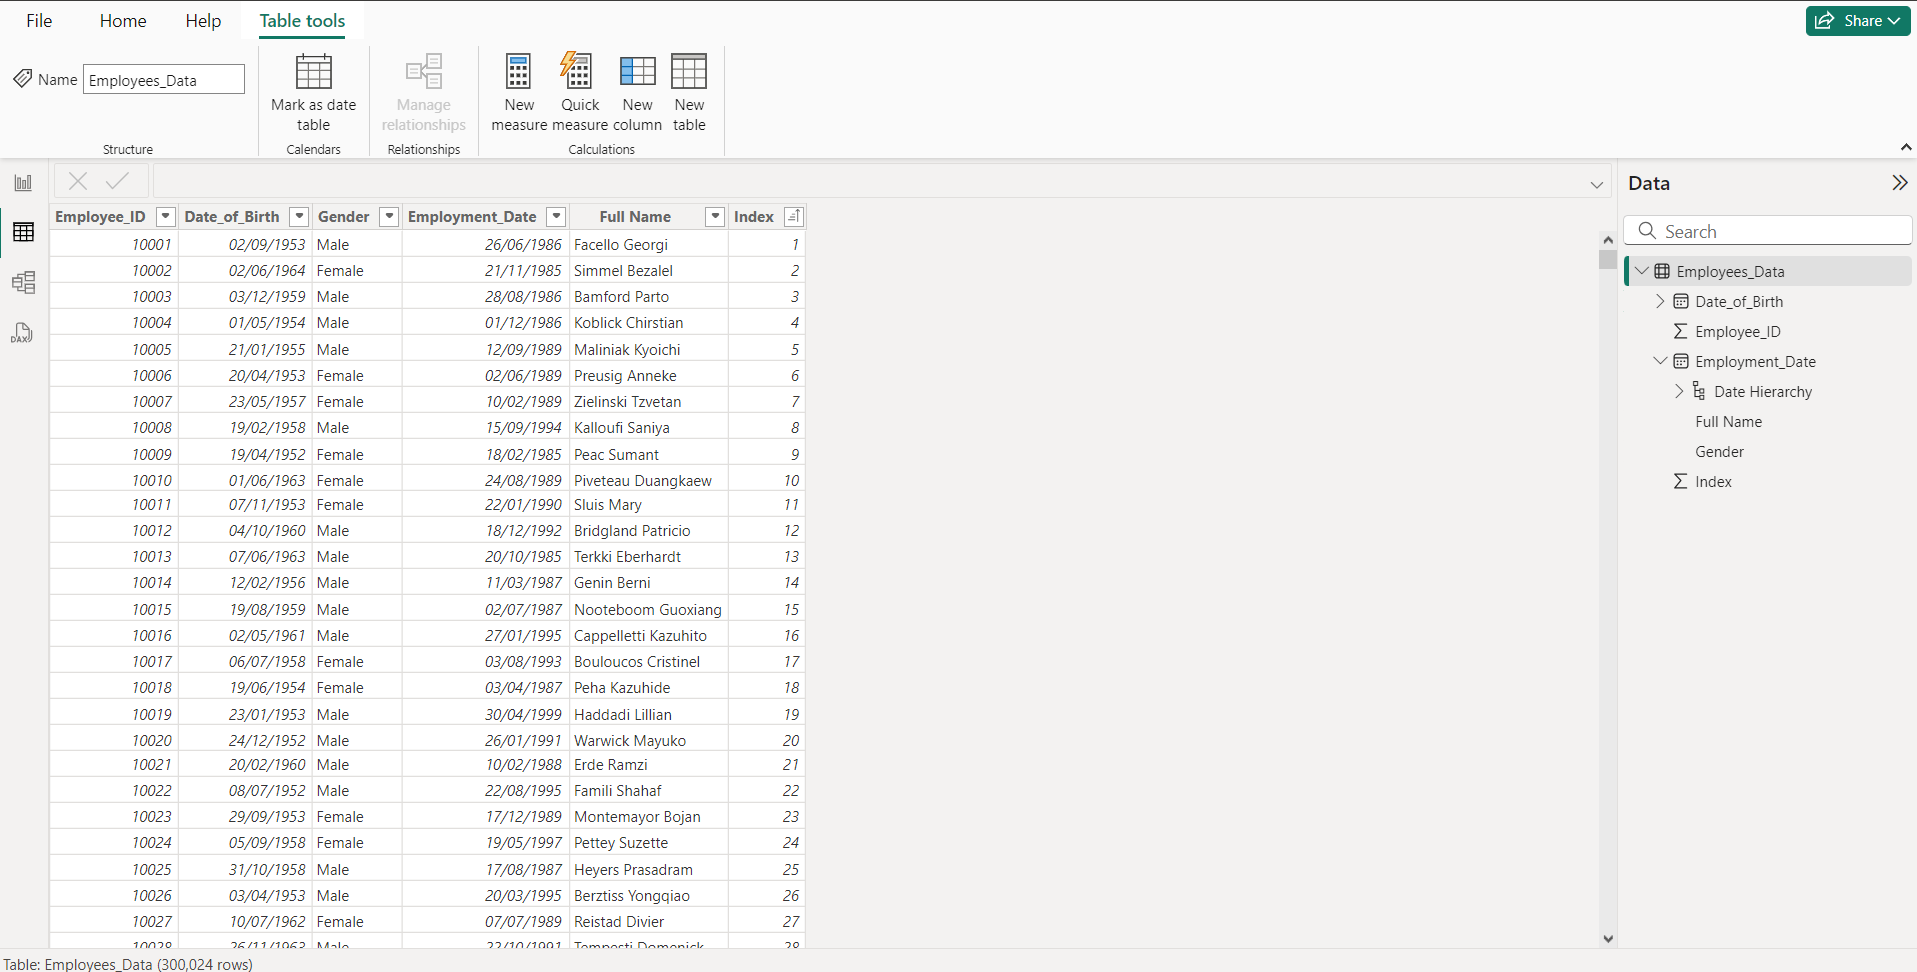 File Home Help Table tools Share
Name Employees_Data
Mark as date table
Manage relationships
New measure
Quick measure
New column
New table
Structure Calendars Relationships Calculations
DAX
Employee_ID Date_of_Birth Gender Employment_Date Full Name Index
10001 02/09/1953 Male 26/06/1986 Facello Georgi 1
10002 02/06/1964 Female 21/11/1985 Simmel Bezalel 2
10003 03/12/1959 Male 28/08/1986 Bamford Parto 3
10004 01/05/1954 Male 01/12/1986 Koblick Chirstian 4
10005 21/01/1955 Male 12/09/1989 Maliniak Kyoichi 5
10006 20/04/1953 Female 02/06/1989 Preusig Anneke 6
10007 23/05/1957 Female 10/02/1989 Zielinski Tzvetan 7
10008 19/02/1958 Male 15/09/1994 Kalloufi Saniya 8
10009 19/04/1952 Female 18/02/1985 Peac Sumant 9
10010 01/06/1963 Female 24/08/1989 Piveteau Duangkaew 10
10011 07/11/1953 Female 22/01/1990 Sluis Mary 11
10012 04/10/1960 Male 18/12/1992 Bridgland Patricio 12
10013 07/06/1963 Male 20/10/1985 Terkki Eberhardt 13
10014 12/02/1956 Male 11/03/1987 Genin Berni 14
10015 19/08/1959 Male 02/07/1987 Nooteboom Guoxiang 15
10016 02/05/1961 Male 27/01/1995 Cappelletti Kazuhito 16
10017 06/07/1958 Female 03/08/1993 Bouloucos Cristinel 17
10018 19/06/1954 Female 03/04/1987 Peha Kazuhide 18
10019 23/01/1953 Male 30/04/1999 Haddadi Lillian 19
10020 24/12/1952 Male 26/01/1991 Warwick Mayuko 20
10021 20/02/1960 Male 10/02/1988 Erde Ramzi 21
10022 08/07/1952 Male 22/08/1995 Famili Shahaf 22
10023 29/09/1953 Female 17/12/1989 Montemayor Bojan 23
10024 05/09/1958 Female 19/05/1997 Pettey Suzette 24
10025 31/10/1958 Male 17/08/1987 Heyers Prasadram 25
10026 03/04/1953 Male 20/03/1995 Berztiss Yongqiao 26
10027 10/07/1962 Female 07/07/1989 Reistad Divier 27
10028 26/11/1963 Male 22/10/1991 Tempesti Domenick 28
Data
Search
Employees_Data
Date_of_Birth
Employee_ID
Employment_Date
Date Hierarchy
Full Name
Gender
Index
Table: Employees_Data (300,024 rows)